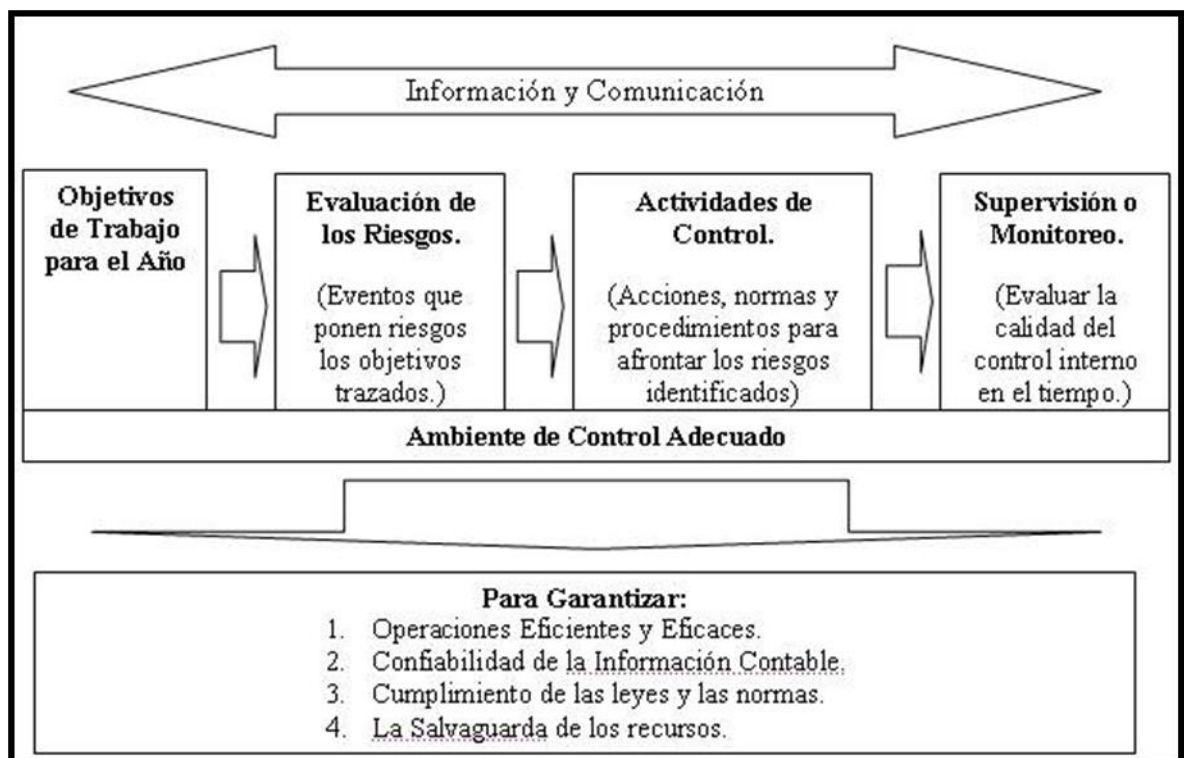 Información y Comunicación
Objetivos
de Trabajo
para el Año
Evaluación de
los Riesgos.
(Eventos que
ponen riesgos
los objetivos
trazados.)
Actividades de
Control.
(Acciones, normas y
procedimientos para
afrontar los riesgos
identificados)
Supervisión o
Monitoreo.
(Evaluar la
calidad del
control interno
en el tiempo.)
Ambiente de Control Adecuado
Para Garantizar:
1. Operaciones Eficientes y Eficaces.
2. Confiabilidad de la Información Contable.
3. Cumplimiento de las leyes y las normas.
4. La Salvaguarda de los recursos.